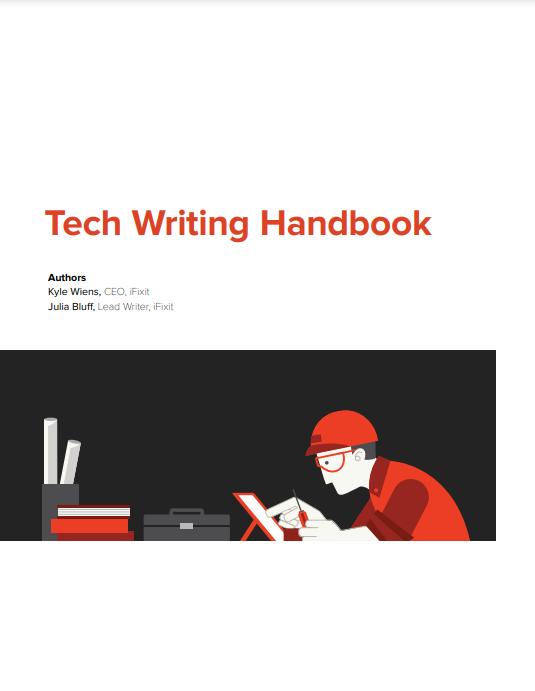 Tech Writing Handbook
Authors
Kyle Wiens, CEO, iFixit
Julia Bluff, Lead Writer, iFixit